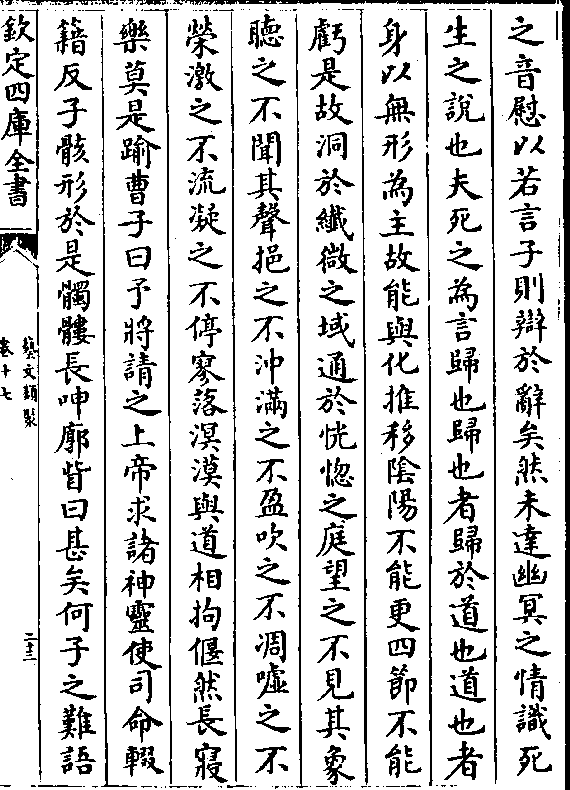 之音慰以若言子則辯於辭矣然未達幽冥之情識死
生之說也夫死之為言歸也歸也者歸於道也道也者
身以無形為主故能與化推移陰陽不能更四節不能
虧是故洞於纖微之域通於恍惚之庭望之不見其象
聽之不聞其聲挹之不沖滿之不盈吹之不凋噓之不
榮激之不流凝之不停寥落溟漠與道相拘偃然長寢
樂莫是踰曹子曰予將請之上帝求諸神靈使司命輟
籍反子骸形於是髑髏長呻廓眥曰甚矣何子之難語
欽定四庫全書
藝文類聚
卷十七
二十三